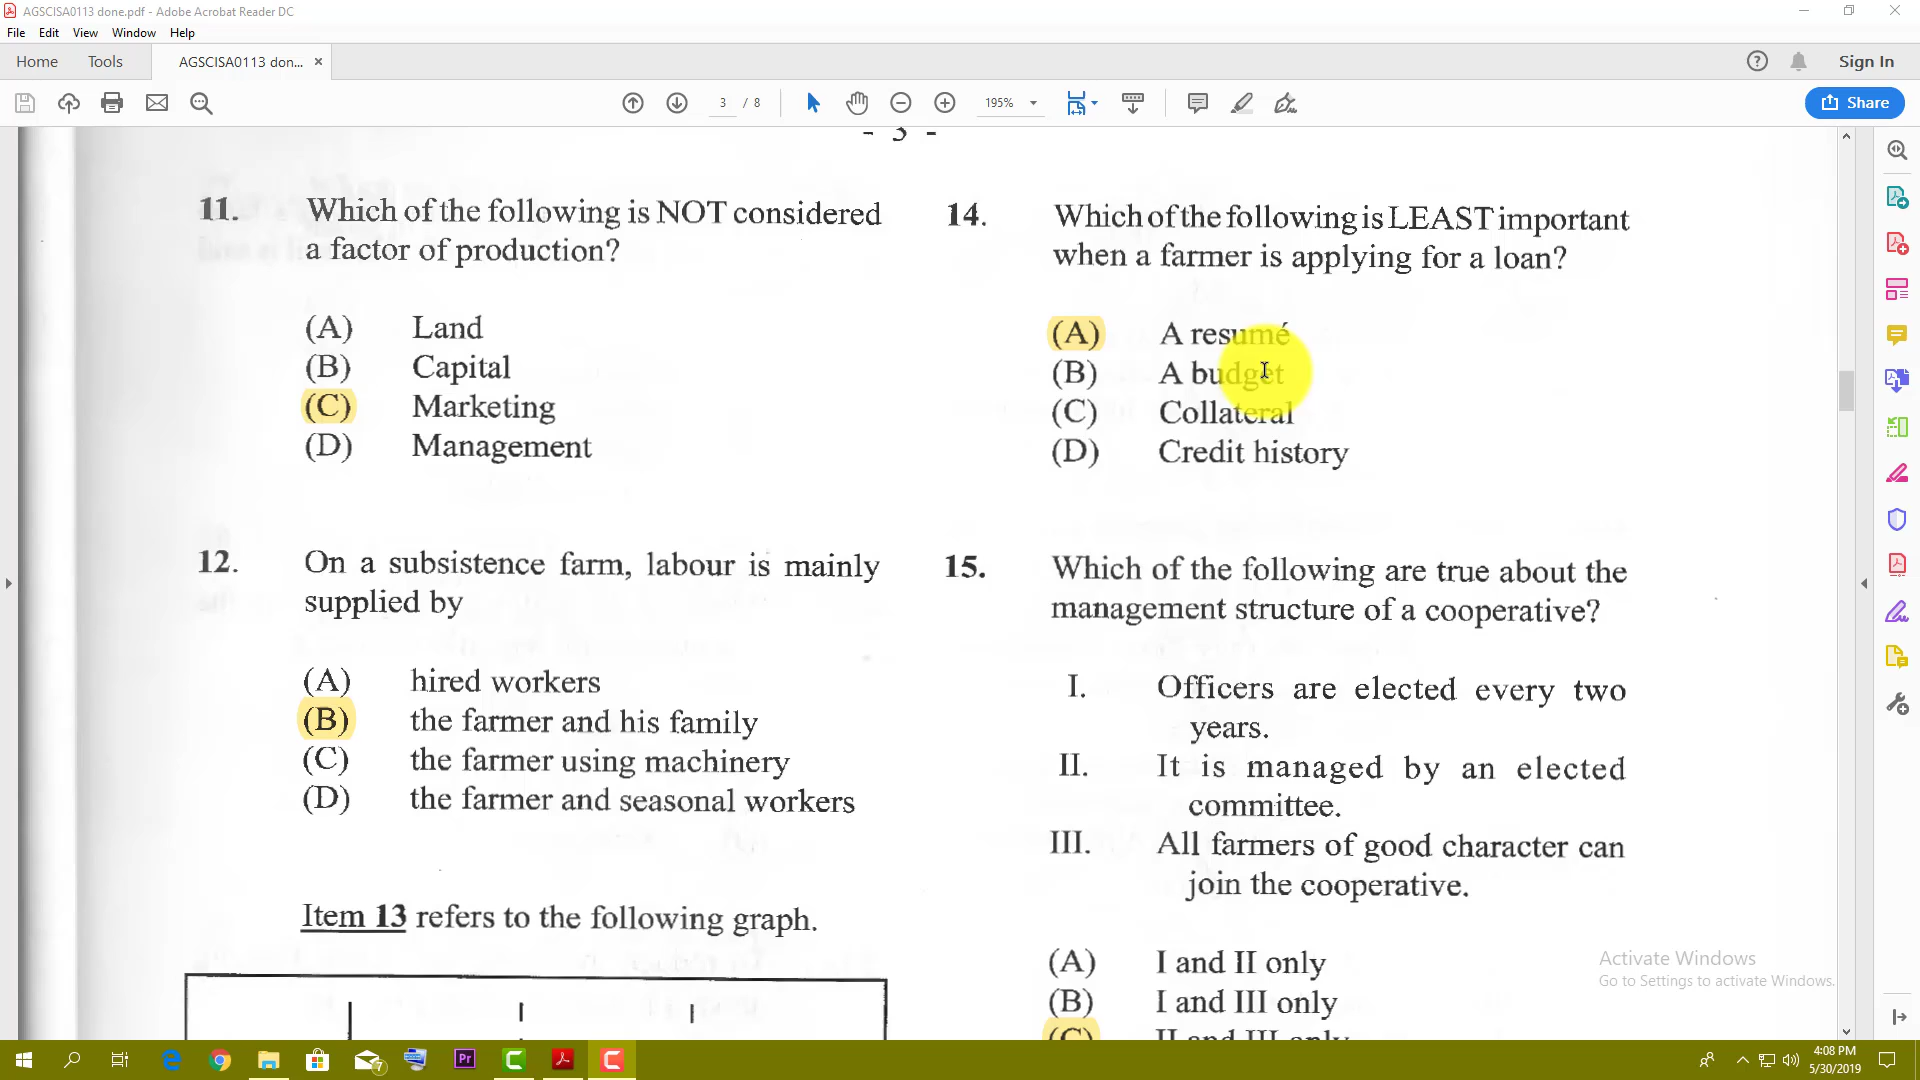 AGSCISA0113 done.pdf - Adobe Acrobat Reader DC
File Edit View Window Help
Home Tools AGSCISA0113 don... × Sign In
3 / 8 195% Share
- 3 -
11. Which of the following is NOT considered
a factor of production?
(A) Land
(B) Capital
(C) Marketing
(D) Management
12. On a subsistence farm, labour is mainly
supplied by
(A) hired workers
(B) the farmer and his family
(C) the farmer using machinery
(D) the farmer and seasonal workers
Item 13 refers to the following graph.
14. Which of the following is LEAST important
when a farmer is applying for a loan?
(A) A resumé
(B) A budget
(C) Collateral
(D) Credit history
15. Which of the following are true about the
management structure of a cooperative?
I. Officers are elected every two
years.
II. It is managed by an elected
committee.
III. All farmers of good character can
join the cooperative.
(A) I and II only
(B) I and III only
(C) II and III only
Activate Windows
Go to Settings to activate Windows.
7
Pr
4:08 PM
5/30/2019